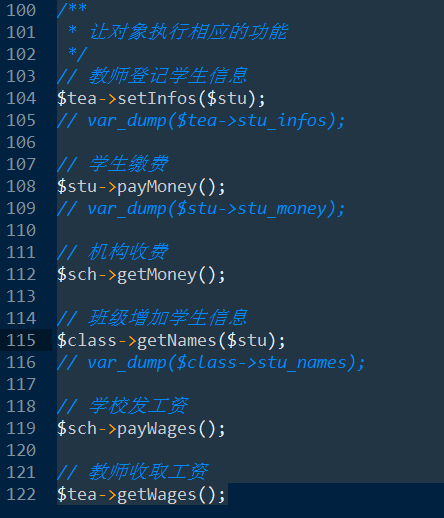 100 /**
101  * 让对象执行相应的功能
102  */
103 // 教师登记学生信息
104 $tea->setInfos($stu);
105 // var_dump($tea->stu_infos);
106
107 // 学生缴费
108 $stu->payMoney();
109 // var_dump($stu->stu_money);
110
111 // 机构收费
112 $sch->getMoney();
113
114 // 班级增加学生信息
115 $class->getNames($stu);
116 // var_dump($class->stu_names);
117
118 // 学校发工资
119 $sch->payWages();
120
121 // 教师收取工资
122 $tea->getWages();